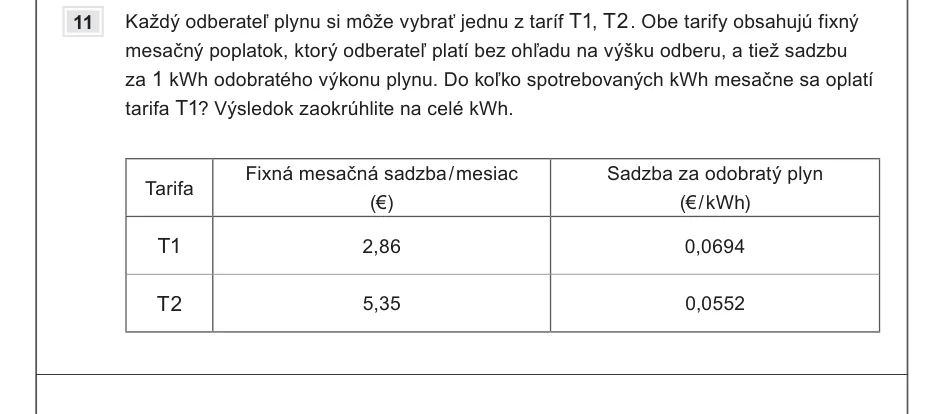 11 Každý odberateľ plynu si môže vybrať jednu z taríf T1, T2. Obe tarify obsahujú fixný
mesačný poplatok, ktorý odberateľ platí bez ohľadu na výšku odberu, a tiež sadzbu
za 1 kWh odobratého výkonu plynu. Do koľko spotrebovaných kWh mesačne sa oplatí
tarifa T1? Výsledok zaokrúhlite na celé kWh.
Tarifa Fixná mesačná sadzba/mesiac (€) Sadzba za odobratý plyn (€/kWh)
T1 2,86 0,0694
T2 5,35 0,0552